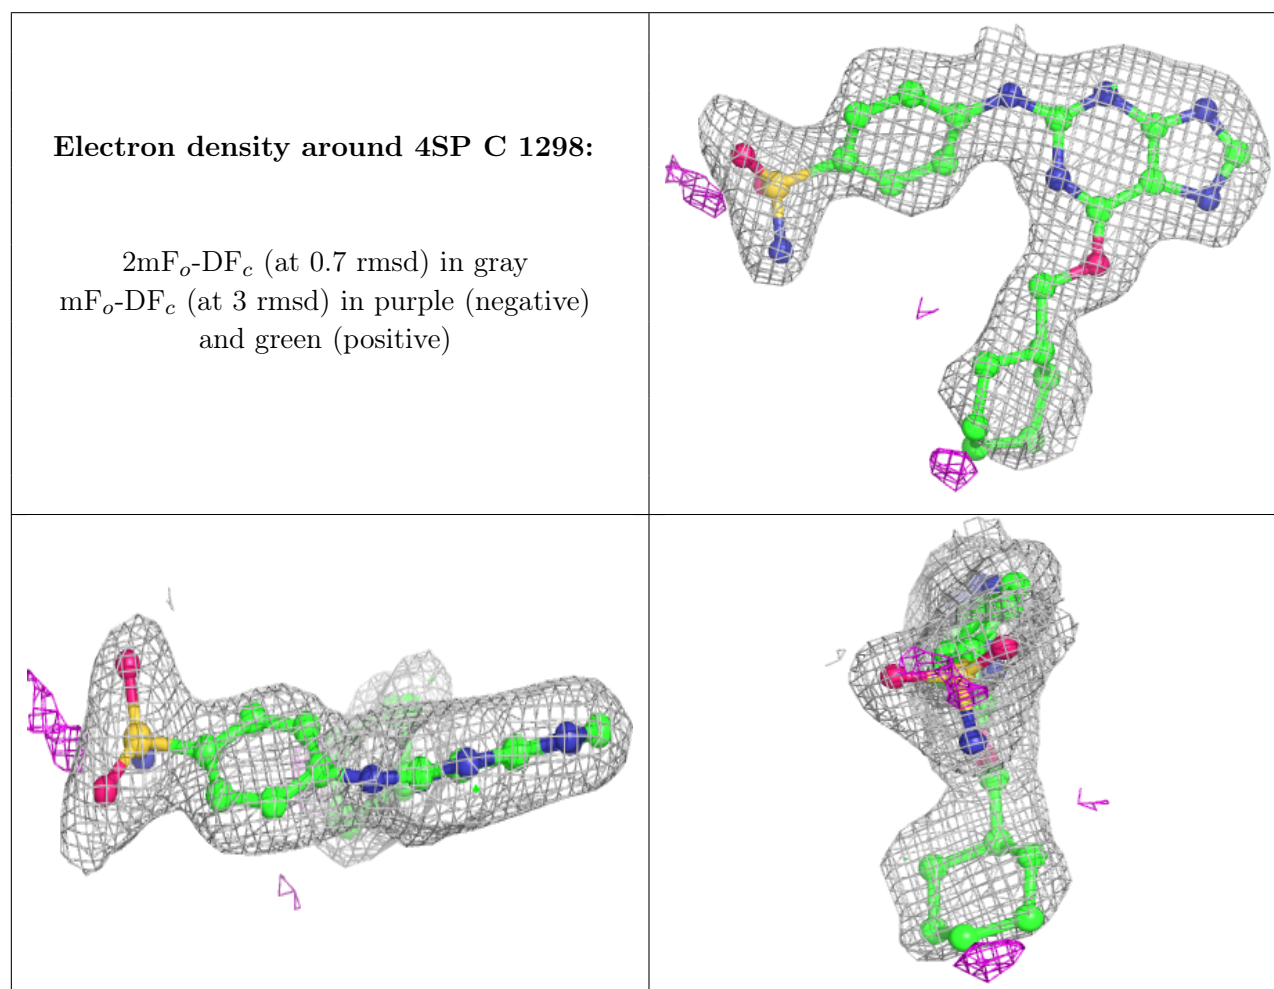 Electron density around 4SP C 1298:
2mFo-DFc (at 0.7 rmsd) in gray
mFo-DFc (at 3 rmsd) in purple (negative)
and green (positive)